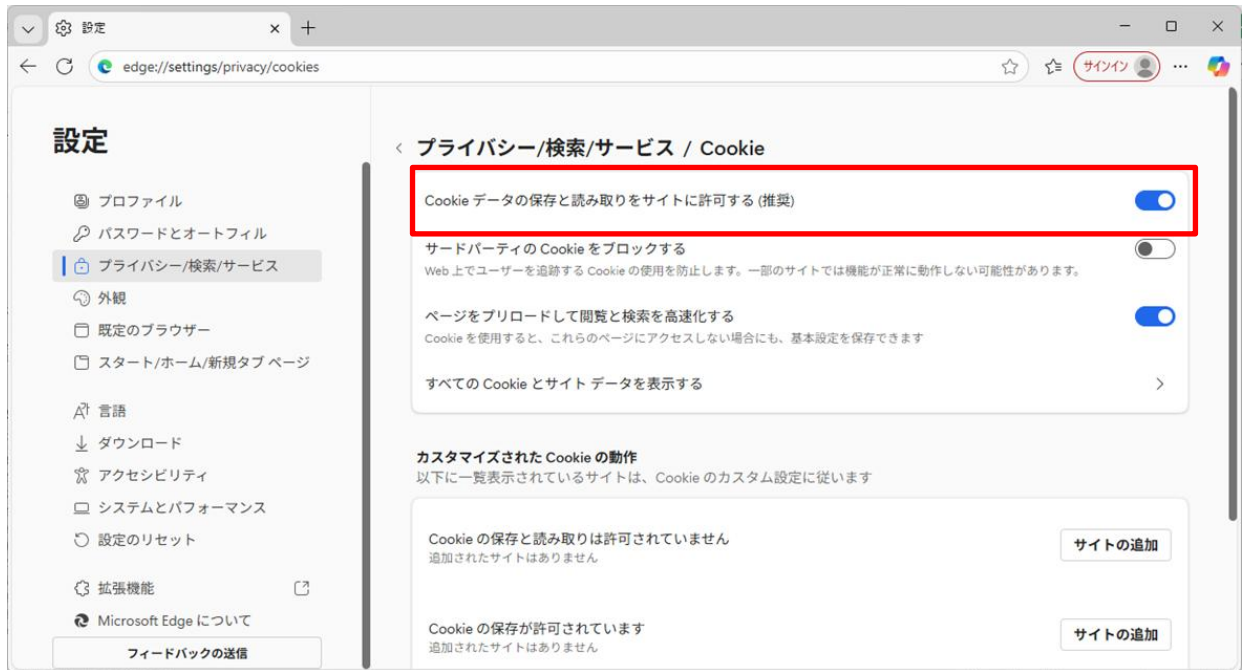 設定
edge://settings/privacy/cookies
サインイン
設定
プロファイル
パスワードとオートフィル
プライバシー/検索/サービス
外観
既定のブラウザー
スタート/ホーム/新規タブ ページ
言語
ダウンロード
アクセシビリティ
システムとパフォーマンス
設定のリセット
拡張機能
Microsoft Edge について
フィードバックの送信
プライバシー/検索/サービス / Cookie
Cookie データの保存と読み取りをサイトに許可する (推奨)
サードパーティの Cookie をブロックする
Web 上でユーザーを追跡する Cookie の使用を防止します。一部のサイトでは機能が正常に動作しない可能性があります。
ページをプリロードして閲覧と検索を高速化する
Cookie を使用すると、これらのページにアクセスしない場合にも、基本設定を保存できます
すべての Cookie とサイト データを表示する
カスタマイズされた Cookie の動作
以下に一覧表示されているサイトは、Cookie のカスタム設定に従います
Cookie の保存と読み取りは許可されていません
追加されたサイトはありません
サイトの追加
Cookie の保存が許可されています
追加されたサイトはありません
サイトの追加